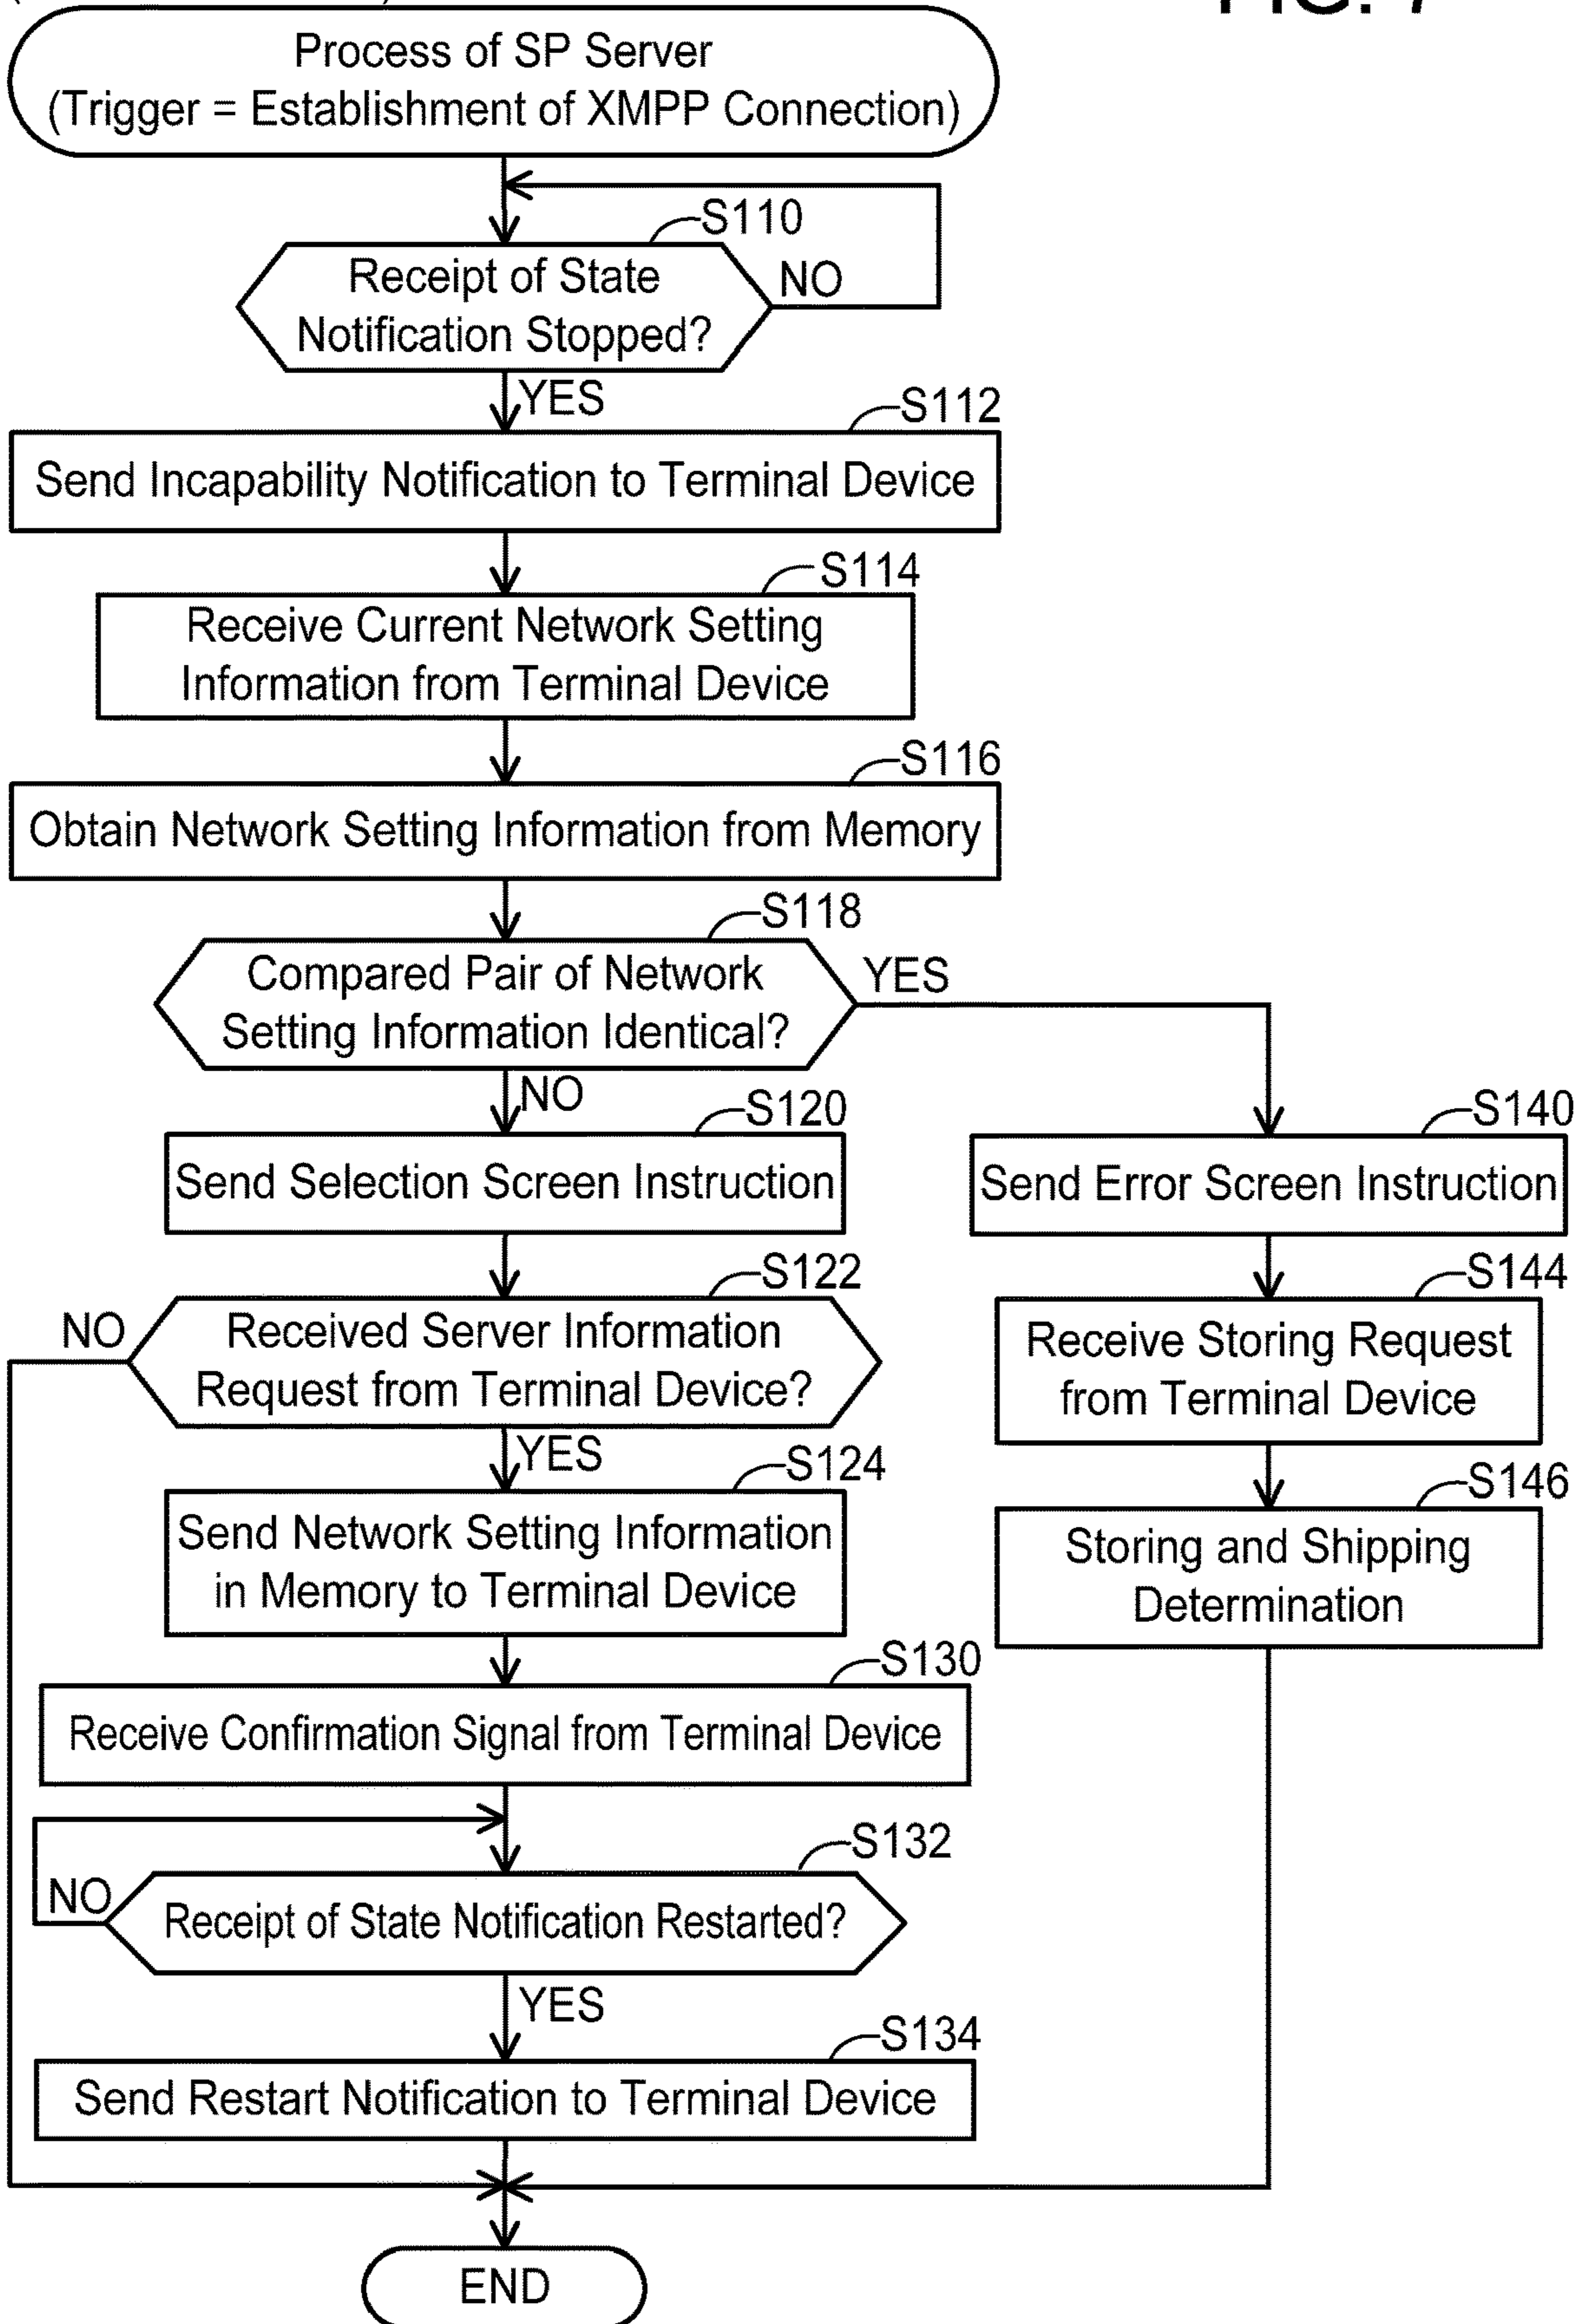 Process of SP Server
(Trigger = Establishment of XMPP Connection)
S110
Receipt of State
Notification Stopped?
NO
YES
S112
Send Incapability Notification to Terminal Device
S114
Receive Current Network Setting
Information from Terminal Device
S116
Obtain Network Setting Information from Memory
S118
Compared Pair of Network
Setting Information Identical?
YES
NO
S120
Send Selection Screen Instruction
S140
Send Error Screen Instruction
S122
NO
Received Server Information
Request from Terminal Device?
S144
Receive Storing Request
from Terminal Device
YES
S124
Send Network Setting Information
in Memory to Terminal Device
S146
Storing and Shipping
Determination
S130
Receive Confirmation Signal from Terminal Device
S132
NO
Receipt of State Notification Restarted?
YES
S134
Send Restart Notification to Terminal Device
END